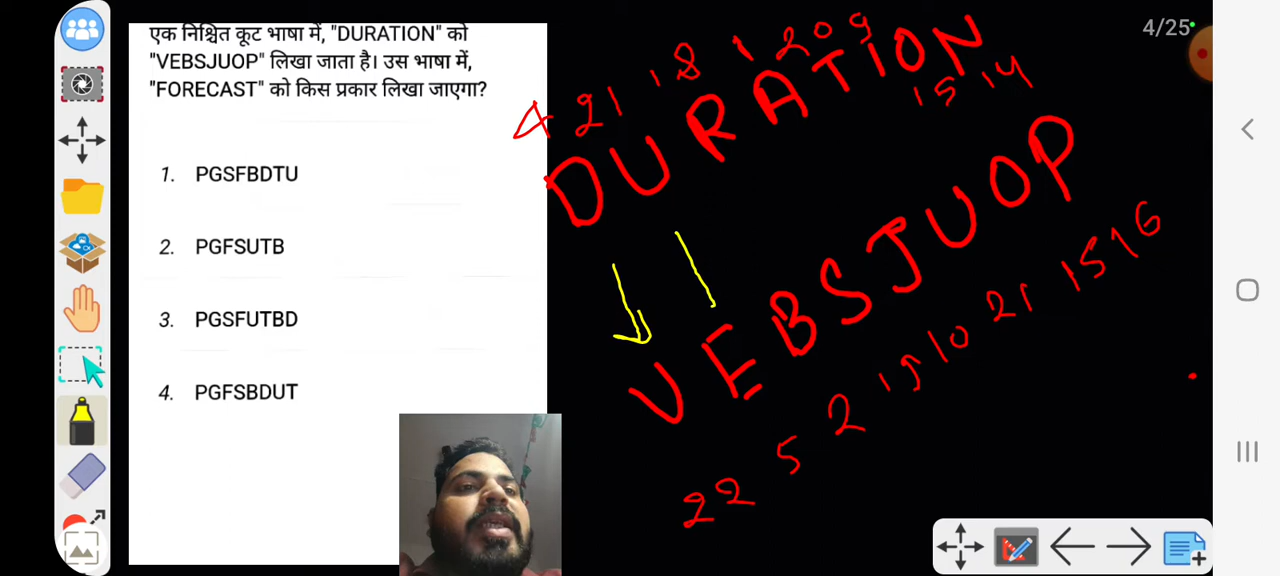 एक निश्चित कूट भाषा में, "DURATION" को
"VEBSJUOP" लिखा जाता है। उस भाषा में,
"FORECAST" को किस प्रकार लिखा जाएगा?
1. PGSFBDTU
2. PGFSUTB
3. PGSFUTBD
4. PGFSBDUT
4/25
4 21 18 1 20 9
DURATION
15 14
VEBSJUOP
22 5 2 19 10 21 15 16